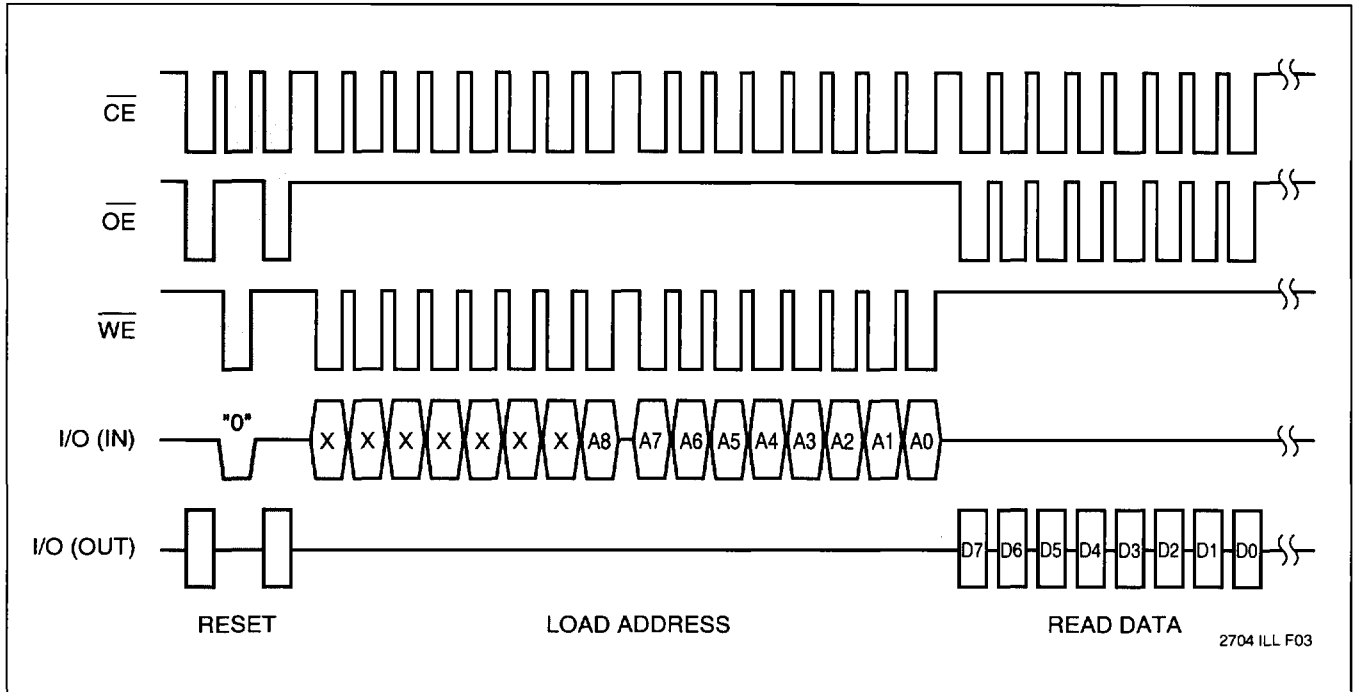 CE
OE
WE
"0"
I/O (IN) X X X X X X X A8 A7 A6 A5 A4 A3 A2 A1 A0
I/O (OUT) D7 D6 D5 D4 D3 D2 D1 D0
RESET LOAD ADDRESS READ DATA
2704 ILL F03